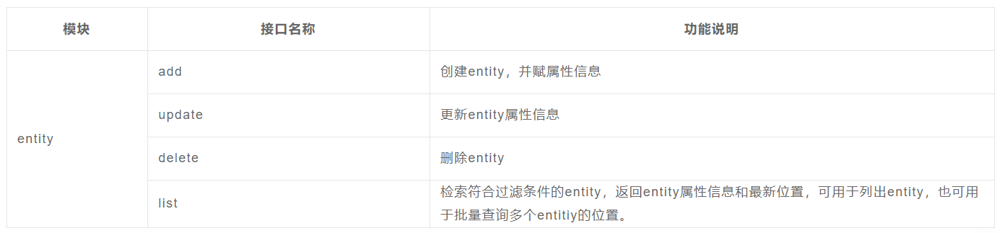 模块 接口名称 功能说明
entity
add 创建entity，并赋属性信息
update 更新entity属性信息
delete 删除entity
list 检索符合过滤条件的entity，返回entity属性信息和最新位置，可用于列出entity，也可用
于批量查询多个entitiy的位置。